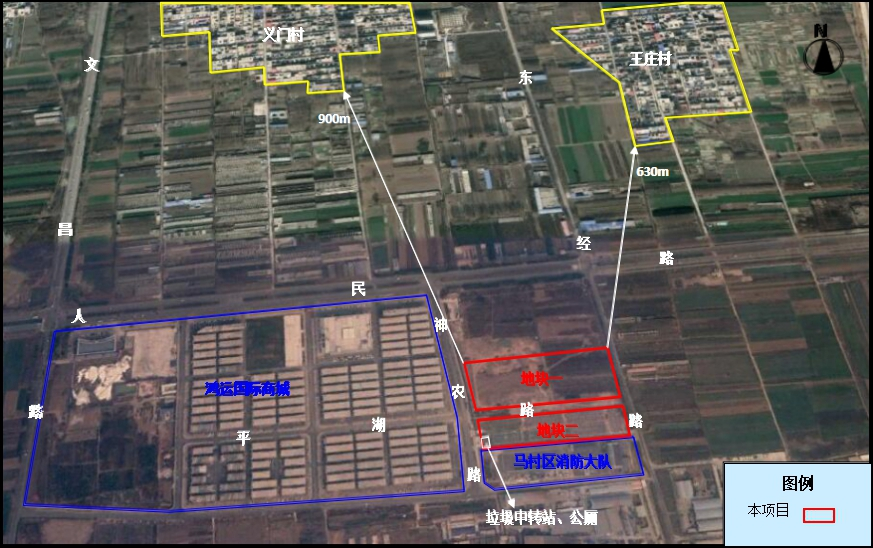 义门村
N
王庄村
文
东
900m
630m
昌
经
路
民
人
神
鸿运国际商城
地块一
农
路
路
路
湖
平
地块二
马村区消防大队
路
图例
垃圾中转站、公厕
本项目